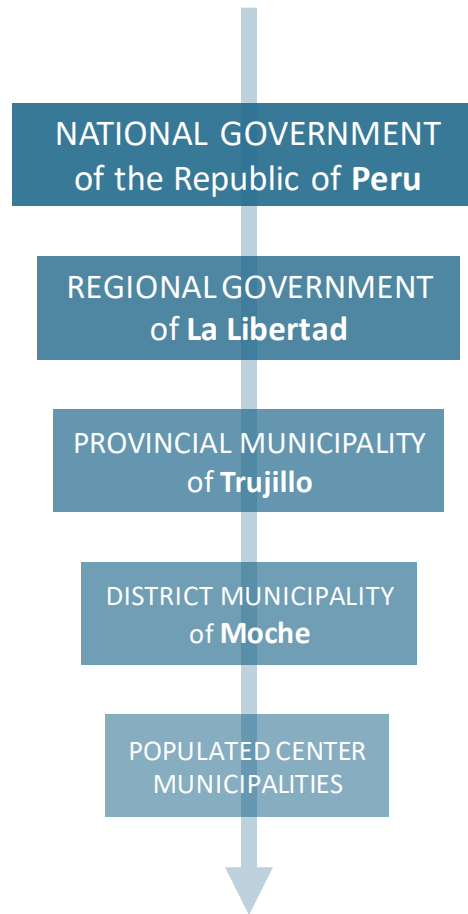 NATIONAL GOVERNMENT
of the Republic of Peru
REGIONAL GOVERNMENT
of La Libertad
PROVINCIAL MUNICIPALITY
of Trujillo
DISTRICT MUNICIPALITY
of Moche
POPULATED CENTER
MUNICIPALITIES